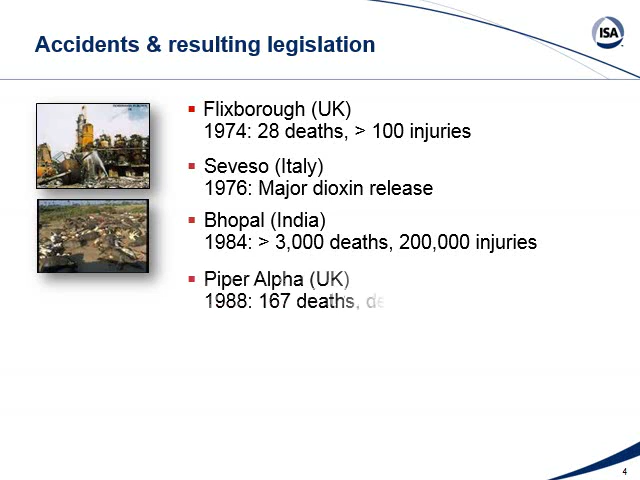 Accidents & resulting legislation
ISA
Flixborough (UK)
1974: 28 deaths, > 100 injuries
Seveso (Italy)
1976: Major dioxin release
Bhopal (India)
1984: > 3,000 deaths, 200,000 injuries
Piper Alpha (UK)
1988: 167 deaths,
4